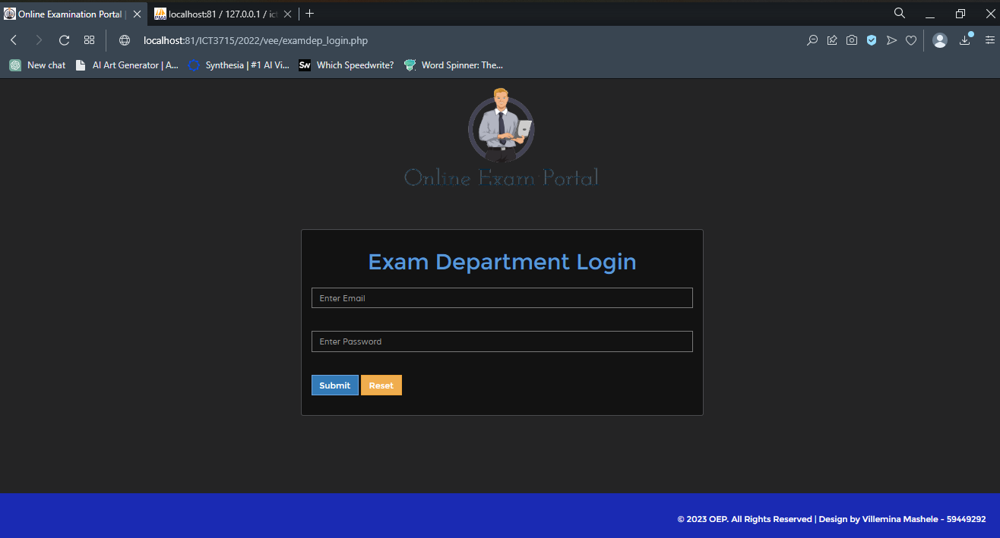 Online Examination Portal |
localhost:81 / 127.0.0.1 / ict
localhost:81/ICT3715/2022/vee/examdep_login.php
New chat
AI Art Generator | A...
Synthesia | #1 AI Vi...
SW
Which Speedwrite?
Word Spinner: The...
Online Exam Portal
Exam Department Login
Enter Email
Enter Password
Submit Reset
© 2023 OEP. All Rights Reserved | Design by Villemina Mashele - 59449292